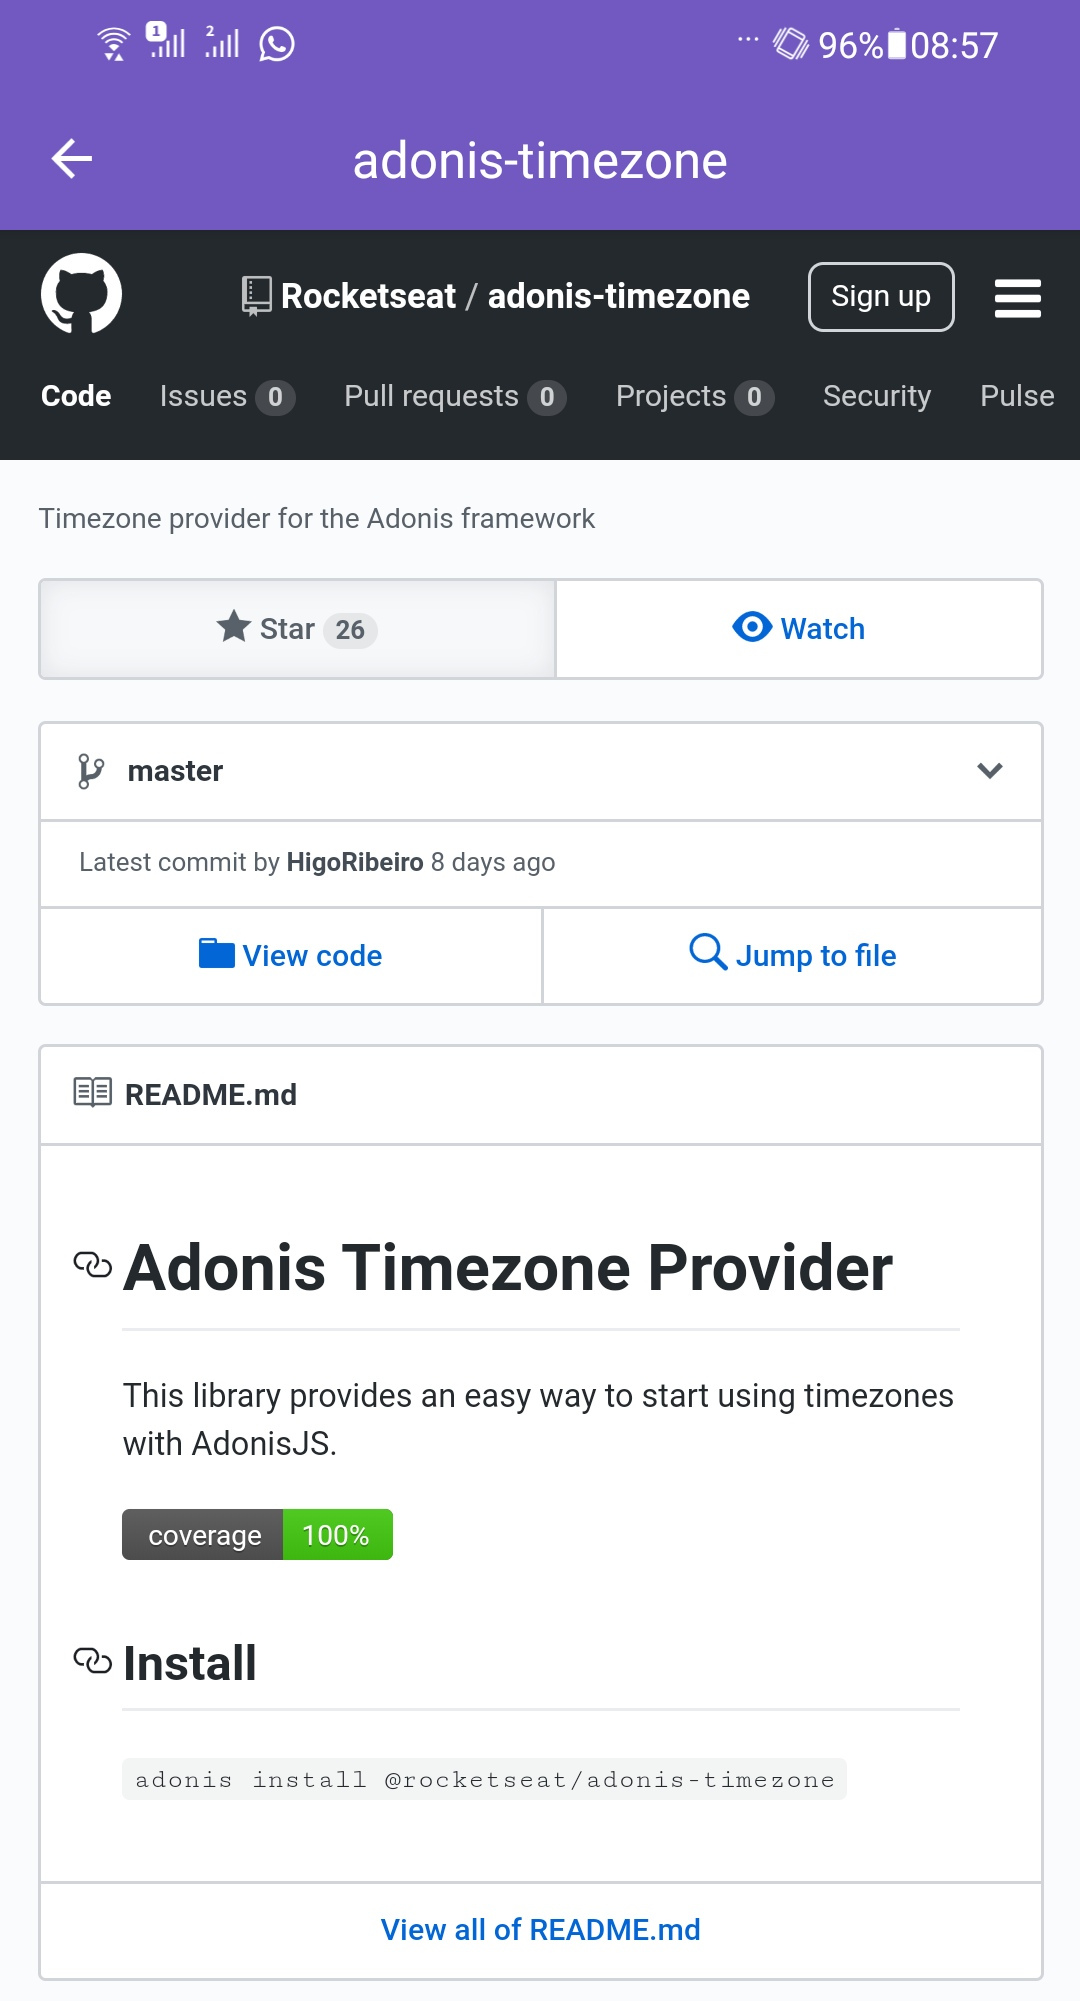 1 2 ... 96% 08:57
adonis-timezone
Rocketseat / adonis-timezone Sign up
Code Issues 0 Pull requests 0 Projects 0 Security Pulse
Timezone provider for the Adonis framework
Star 26 Watch
master
Latest commit by HigoRibeiro 8 days ago
View code Jump to file
README.md
Adonis Timezone Provider
This library provides an easy way to start using timezones
with AdonisJS.
coverage 100%
Install
adonis install @rocketseat/adonis-timezone
View all of README.md